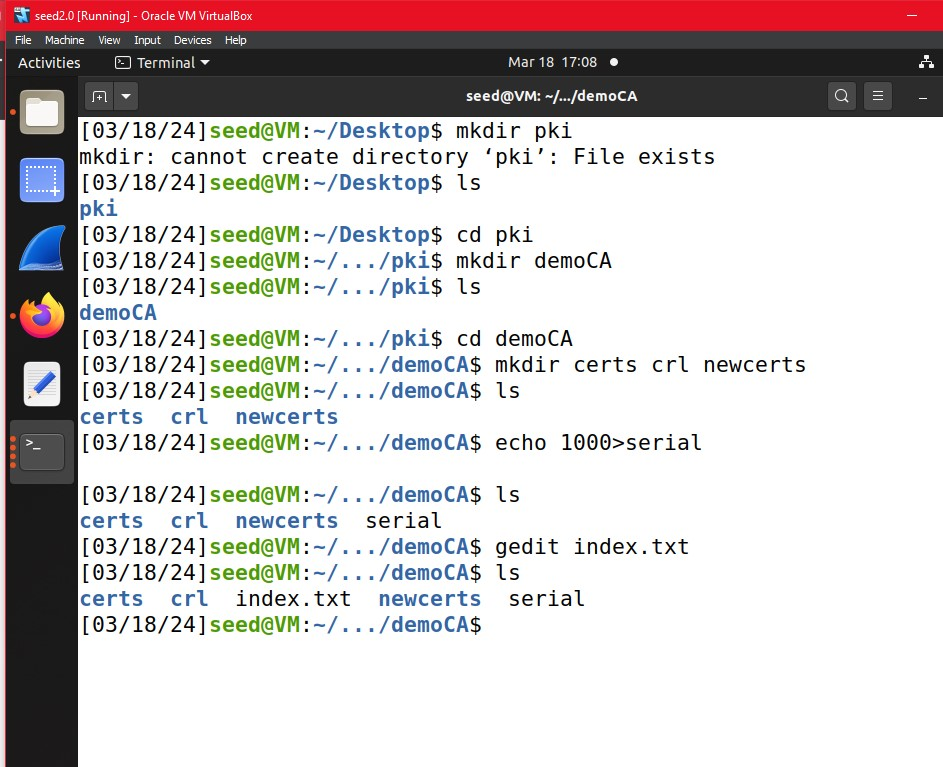 seed2.0 [Running] - Oracle VM VirtualBox
File Machine View Input Devices Help
Activities Terminal Mar 18 17:08
seed@VM: ~/.../demoCA
[03/18/24]seed@VM:~/Desktop$ mkdir pki
mkdir: cannot create directory ‘pki’: File exists
[03/18/24]seed@VM:~/Desktop$ ls
pki
[03/18/24]seed@VM:~/Desktop$ cd pki
[03/18/24]seed@VM:~/.../pki$ mkdir demoCA
[03/18/24]seed@VM:~/.../pki$ ls
demoCA
[03/18/24]seed@VM:~/.../pki$ cd demoCA
[03/18/24]seed@VM:~/.../demoCA$ mkdir certs crl newcerts
[03/18/24]seed@VM:~/.../demoCA$ ls
certs crl newcerts
[03/18/24]seed@VM:~/.../demoCA$ echo 1000>serial
[03/18/24]seed@VM:~/.../demoCA$ ls
certs crl newcerts serial
[03/18/24]seed@VM:~/.../demoCA$ gedit index.txt
[03/18/24]seed@VM:~/.../demoCA$ ls
certs crl index.txt newcerts serial
[03/18/24]seed@VM:~/.../demoCA$